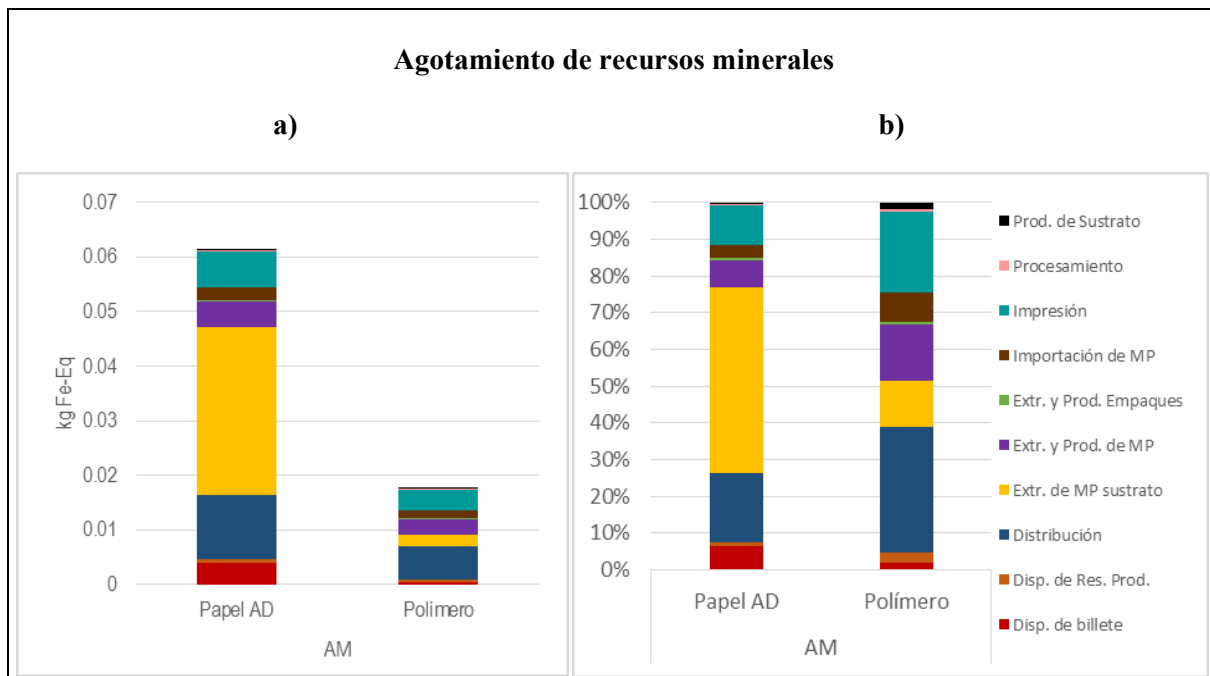 Agotamiento de recursos minerales
a)
b)
0.07
0.06
0.05
0.04
0.03
0.02
0.01
0
kg Fe-Eq
Papel AD
Polimero
AM
100%
90%
80%
70%
60%
50%
40%
30%
20%
10%
0%
Papel AD
Polímero
AM
Prod. de Sustrato
Procesamiento
Impresión
Importación de MP
Extr. y Prod. Empaques
Extr. y Prod. de MP
Extr. de MP sustrato
Distribución
Disp. de Res. Prod.
Disp. de billete